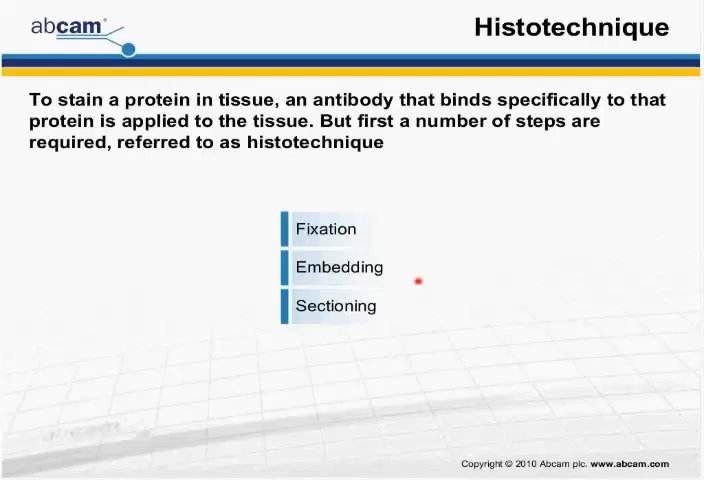 abcam®
Histotechnique
To stain a protein in tissue, an antibody that binds specifically to that
protein is applied to the tissue. But first a number of steps are
required, referred to as histotechnique
Fixation
Embedding
Sectioning
Copyright © 2010 Abcam plc. www.abcam.com